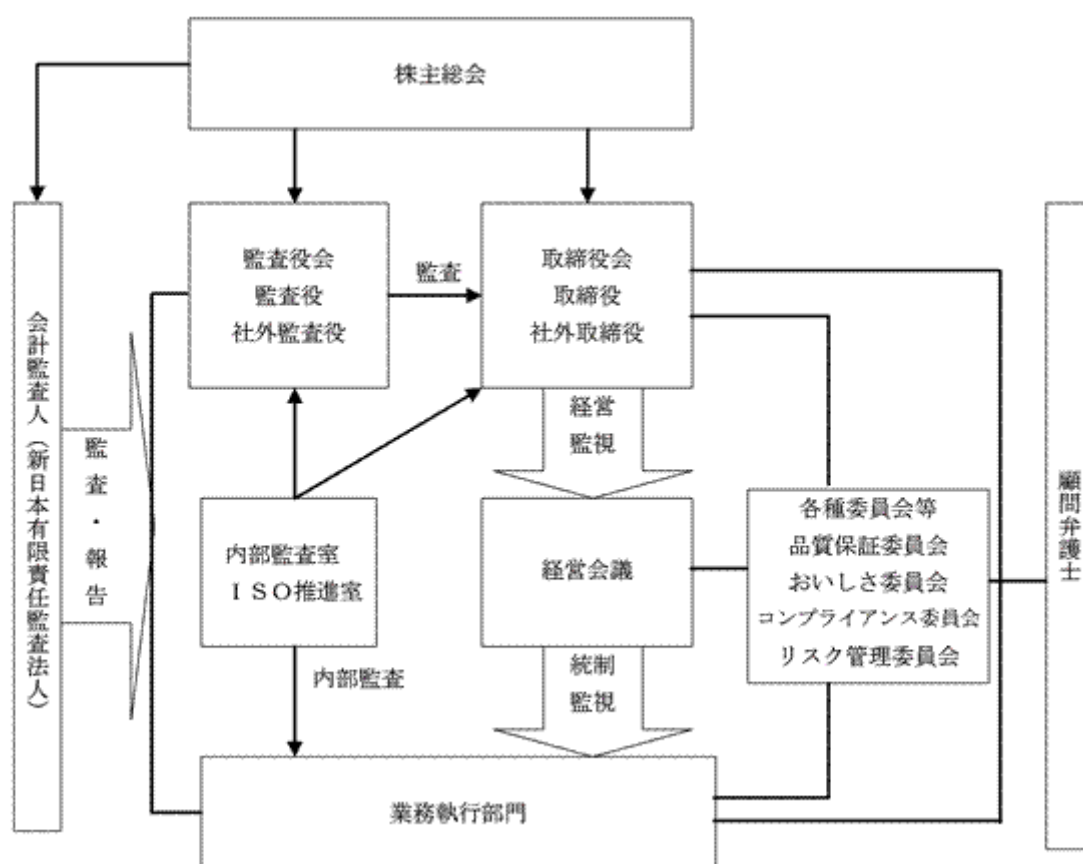 株主総会
監査役会
監査役
社外監査役
監査
取締役会
取締役
社外取締役
会計監査人（新日本有限責任監査法人）
監査・報告
経営
監視
顧問弁護士
内部監査室
ＩＳＯ推進室
経営会議
各種委員会等
品質保証委員会
おいしさ委員会
コンプライアンス委員会
リスク管理委員会
内部監査
統制
監視
業務執行部門